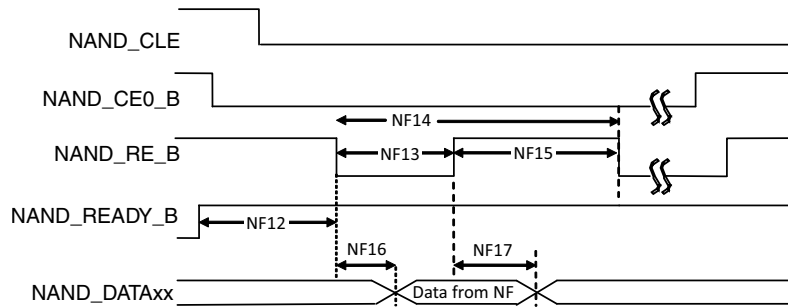 NAND_CLE
NAND_CE0_B
NF14
NAND_RE_B
NF13
NF15
NAND_READY_B
NF12
NF16
NF17
NAND_DATAxx
Data from NF